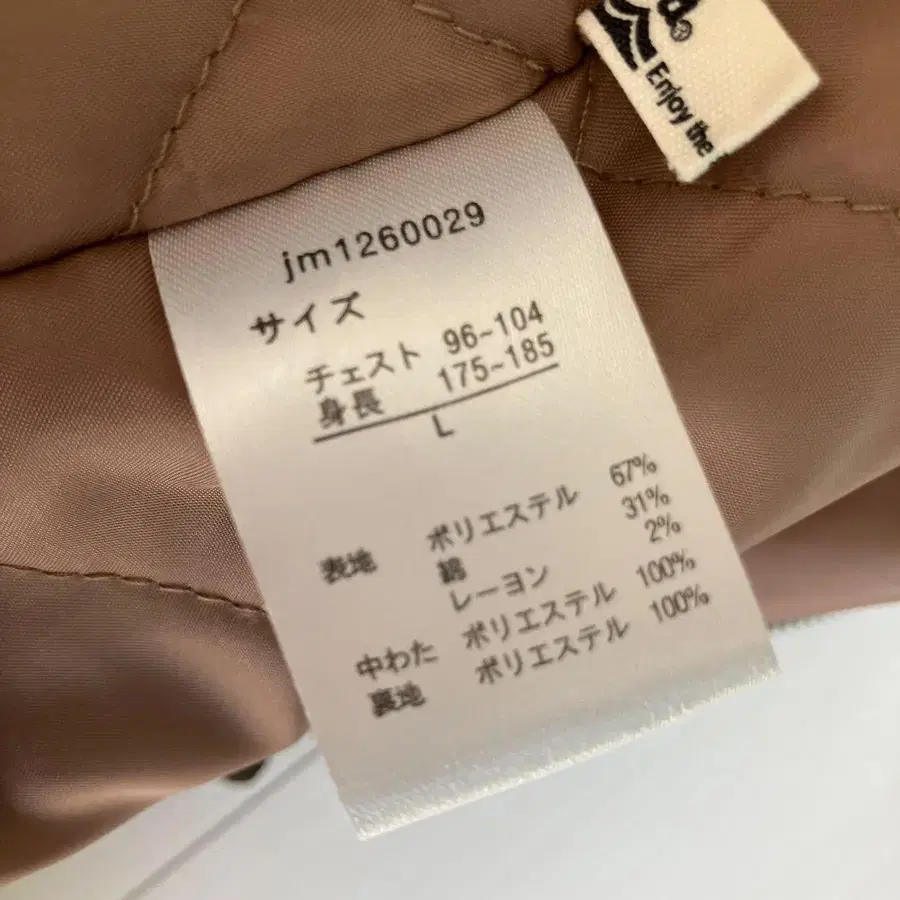 Enjoy the
jm1260029
サイズ
チェスト 96~104
身長 175~185
L
表地 ポリエステル 67%
綿 31%
レーヨン 2%
中わた ポリエステル 100%
裏地 ポリエステル 100%